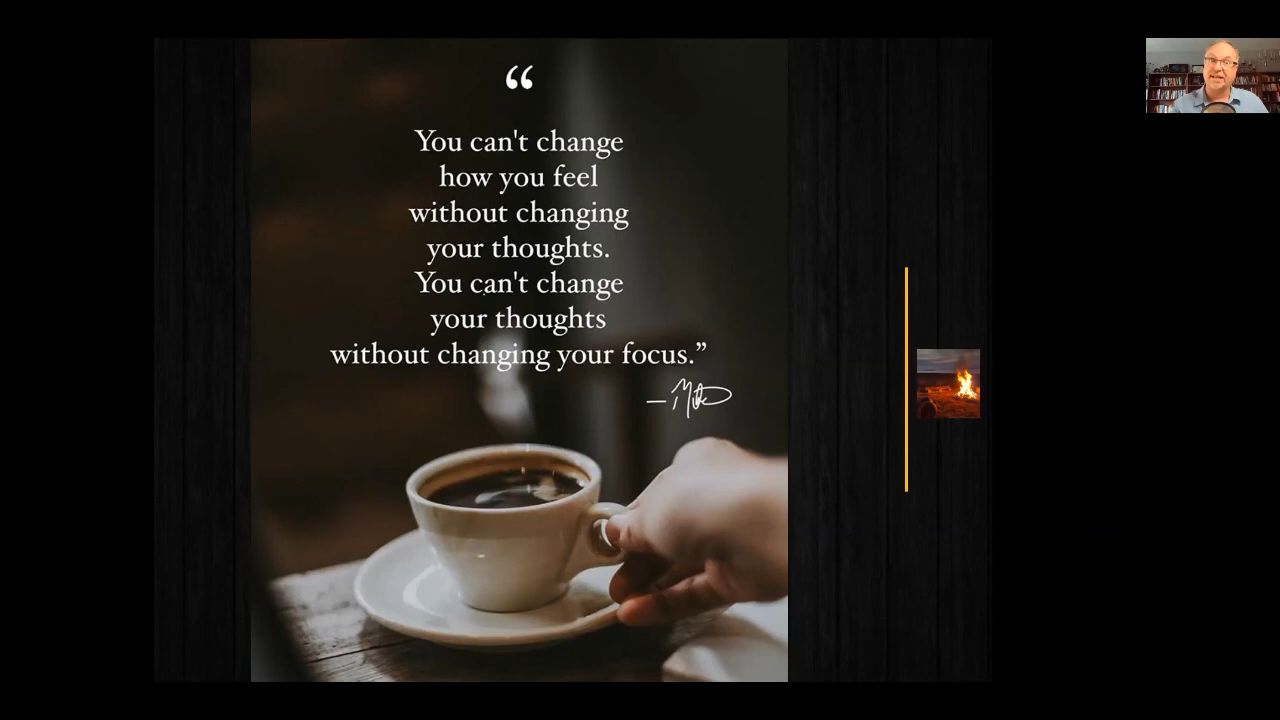 “
You can't change
how you feel
without changing
your thoughts.
You can't change
your thoughts
without changing your focus.”